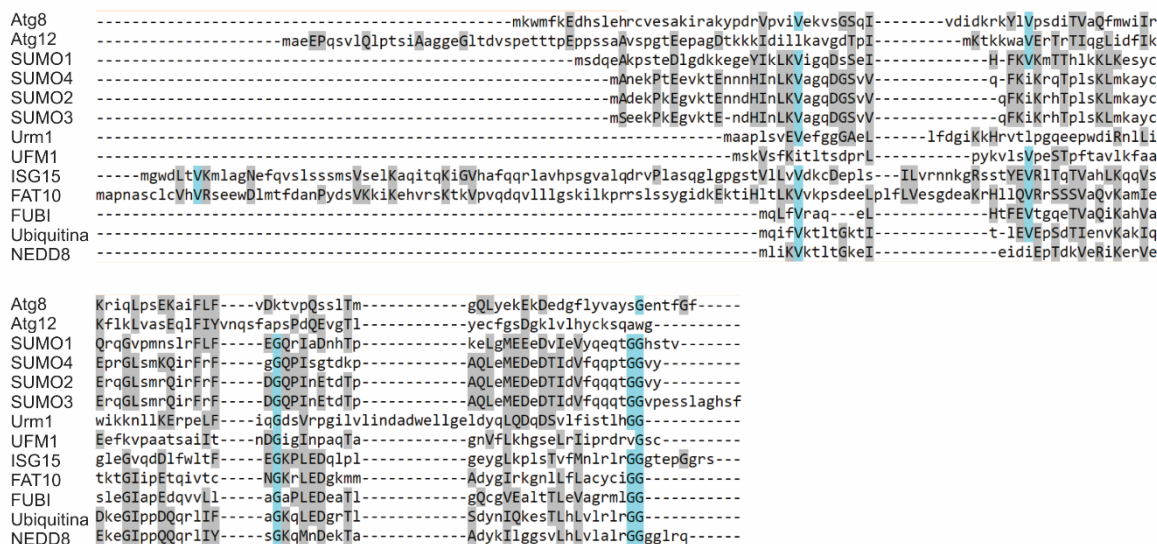 Atg8 -----------------------------------------------mkwmfkEdhslehrcvesakirakypdrVpviVekvsGSqI--------vdidkrkYlVpsditVAQfmwiIr
Atg12 ---------------------maeEPqsvlQlptsiAaggeGltdvspetttpEppssaAvspgtEepagDtkkkIdillkavgdTpI----------mKtkkwaVErTrTIqgLidfIk
SUMO1 ------------------------------------------------------msdqeAkpstEDlgdkkegeYIkLKVigqDsSeI-------------H-FKVKmTThlkKLKesyc
SUMO4 ----------------------------------------------------------mAnekPtEevktEnnnHInLKVagqDGSvV-------------q-FKiKrqTplsKLmkayc
SUMO2 ----------------------------------------------------------mAdekPkEgvktEnndHInLKVagqDGSvV-------------qFKiKrhTplsKLmkayc
SUMO3 ----------------------------------------------------------mSeekPkEgvktE-ndHInLKVagqDGSvV-------------qFKiKrhTplsKLmkayc
Urm1 -----------------------------------------------------------------------maaplsvEVefggGAeL------lfdgiKkHrvtlpgqeepwdiRnlLi
UFM1 ------------------------------------------------------------------------mskVsfKitltsdprL-----------pykvlsVpeSTpftavlkfaa
ISG15 -----mgwdLtVKmlagNefqvslsssmsVselKaqitqKiGVhafqqrlavhpsgvalqdrvPlasqglgpgstVlLvVdkcDepls---ILVrnnkgRsstYEVRlTqTVAhLKqqVs
FAT10 mapnasclcVhVRseewDlmtfdanPydsVKkiKehvrsKtKVpvqdqvlllgskilkprrslssygidkEktiHltLKVvkpsdeeLplfLVesgdeaKrHllQVRrSSSVaQvKamIe
FUBI ---------------------------------------------------------------------------mqLfVraq---eL-------------HtFEVtgqeTVaQiKahVa
Ubiquitina ---------------------------------------------------------------------------mqifVktltGktI-------------t-lEVEpSdTIenvKakIq
NEDD8 ---------------------------------------------------------------------------mliKVktltGkeI--------------eidiEPTdkVeRiKerVe
Atg8 KriqLpsEKaiFLF----vDktvpQsslTm------------gQLyekEkDedgflyvaysGentfGf-----
Atg12 KflkLvaSEqlFIYvnqsfapsPdQEvgTl------------yecfgsDgklvlhycksqawg----------
SUMO1 QrqGvpmnslrFLF-----EGQrIaDnhTp------------keLgMEEeDvIeVyqeqtGGhstv-------
SUMO4 EprGLsmKQirFrF-----gGQPIsgtdkp------------AQLeMEDeDTIdVfqqptGGvy---------
SUMO2 ErqGLsmrQirFrF-----DGQPInEtdTp------------AQLeMEDeDTIdVfqqqtGGvy---------
SUMO3 ErqGLsmrQirFrF-----DGQPInEtdTp------------AQLeMEDeDTIdVfqqqtGGvpesslaghsf
Urm1 wikknllKErpeLF----iqGdsVrpgilvlindadwellgeldyqLQDqDSvlfistlhGG-----------
UFM1 EefkvpaatsaiIt----nDGigInpaqTa------------gnVfLkhgseLrIiprdrvGsc---------
ISG15 gleGvqdDlfwltF-----EGKPLEDqlpl------------geygLkplsTvfMnlrlrGGgtepGgrs---
FAT10 tktGIipEtqivtc-----NGKrLEDgkmm------------AdygIrkgnlLfLacyciGG-----------
FUBI sleGIapEdqvvLl-----aGaPLEDeaTl------------gQcgVEalTTLeVagrmlGG-----------
Ubiquitina DkeGIppDQqrlIF-----aGKqLEDgrTl------------SdynIQkesTLhLvlrlrGG-----------
NEDD8 EkeGIppQQqrlIY-----sGKqMnDekTa------------AdykIlggsvLhLvlalrGGgglrq------